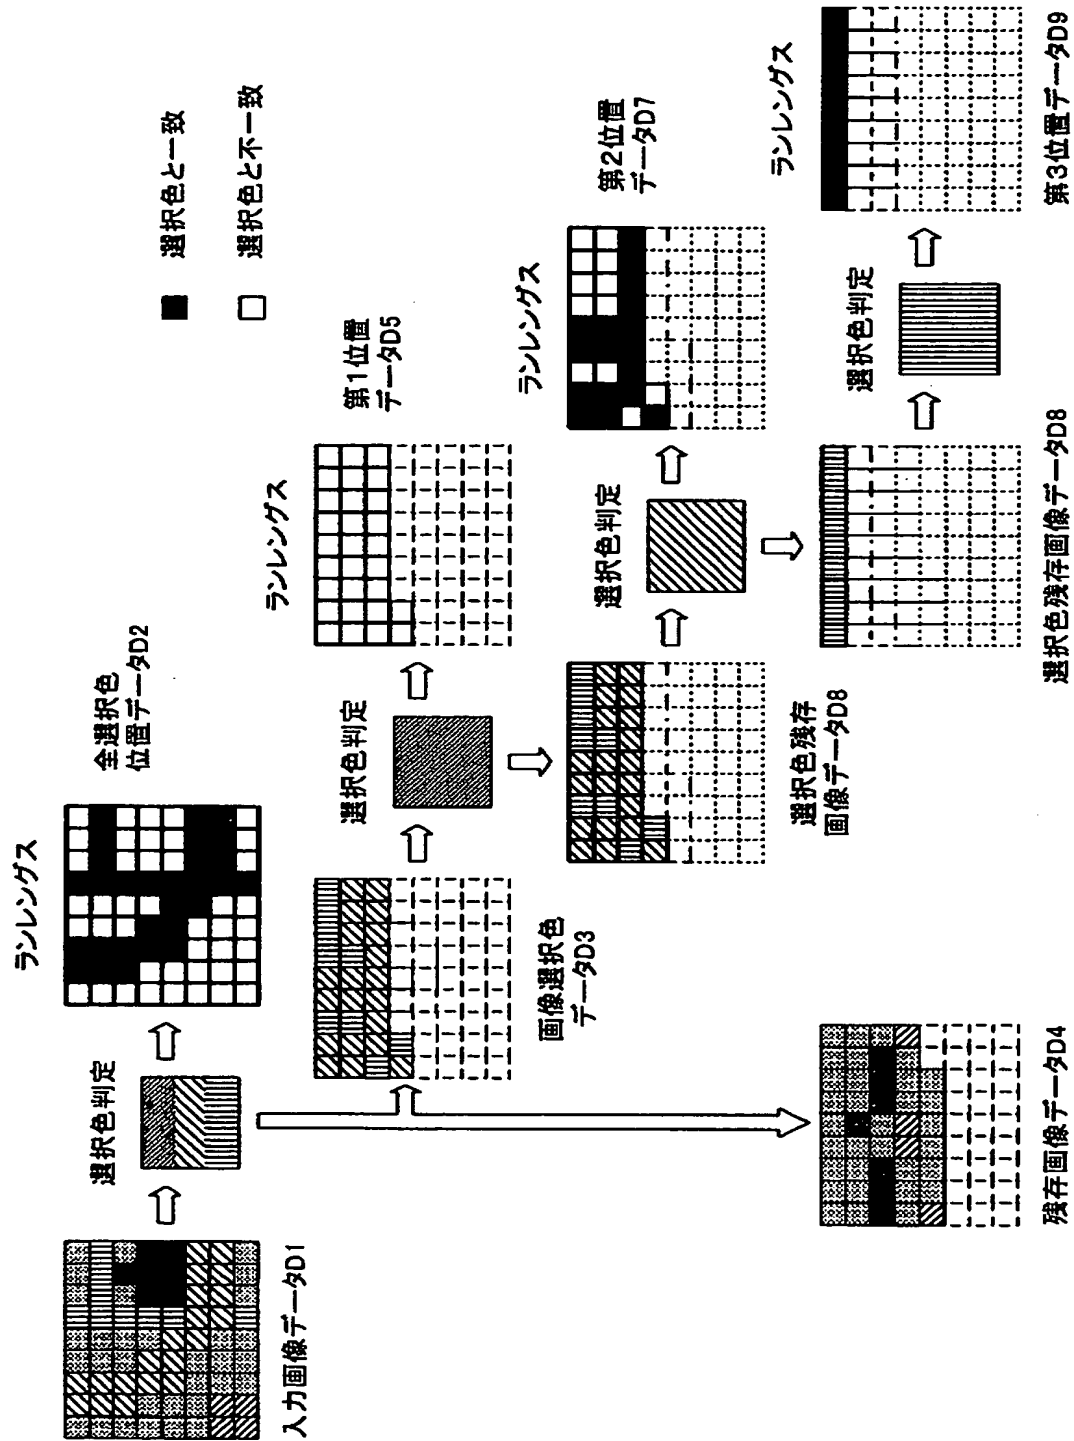 ランレングス
全選択色
位置データD2
選択色判定
入力画像データD1
■ 選択色と一致
□ 選択色と不一致
ランレングス
第1位置
データD5
選択色判定
画像選択色
データD3
ランレングス
第2位置
データD7
選択色判定
選択色残存
画像データD8
ランレングス
選択色判定
第3位置データD9
選択色残存画像データD8
残存画像データD4